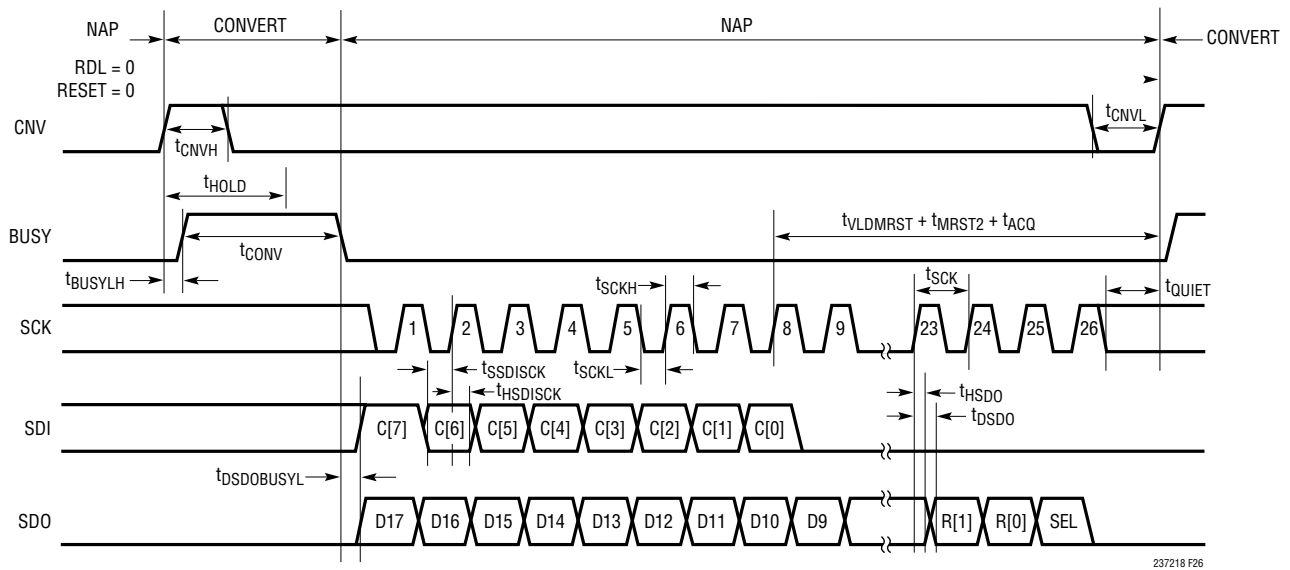 NAP CONVERT NAP CONVERT
RDL = 0
RESET = 0
CNV
tCNVH
tCNVL
tHOLD
BUSY
tCONV
tVLDMRST + tMRST2 + tACQ
tBUSYLH
tSCKH
tSCK
tQUIET
SCK
1 2 3 4 5 6 7 8 9 23 24 25 26
tSSDISCK
tSCKL
tHSDISCK
tHSDO
tDSDO
SDI
C[7] C[6] C[5] C[4] C[3] C[2] C[1] C[0]
tDSDOBUSYL
SDO
D17 D16 D15 D14 D13 D12 D11 D10 D9 R[1] R[0] SEL
237218 F26